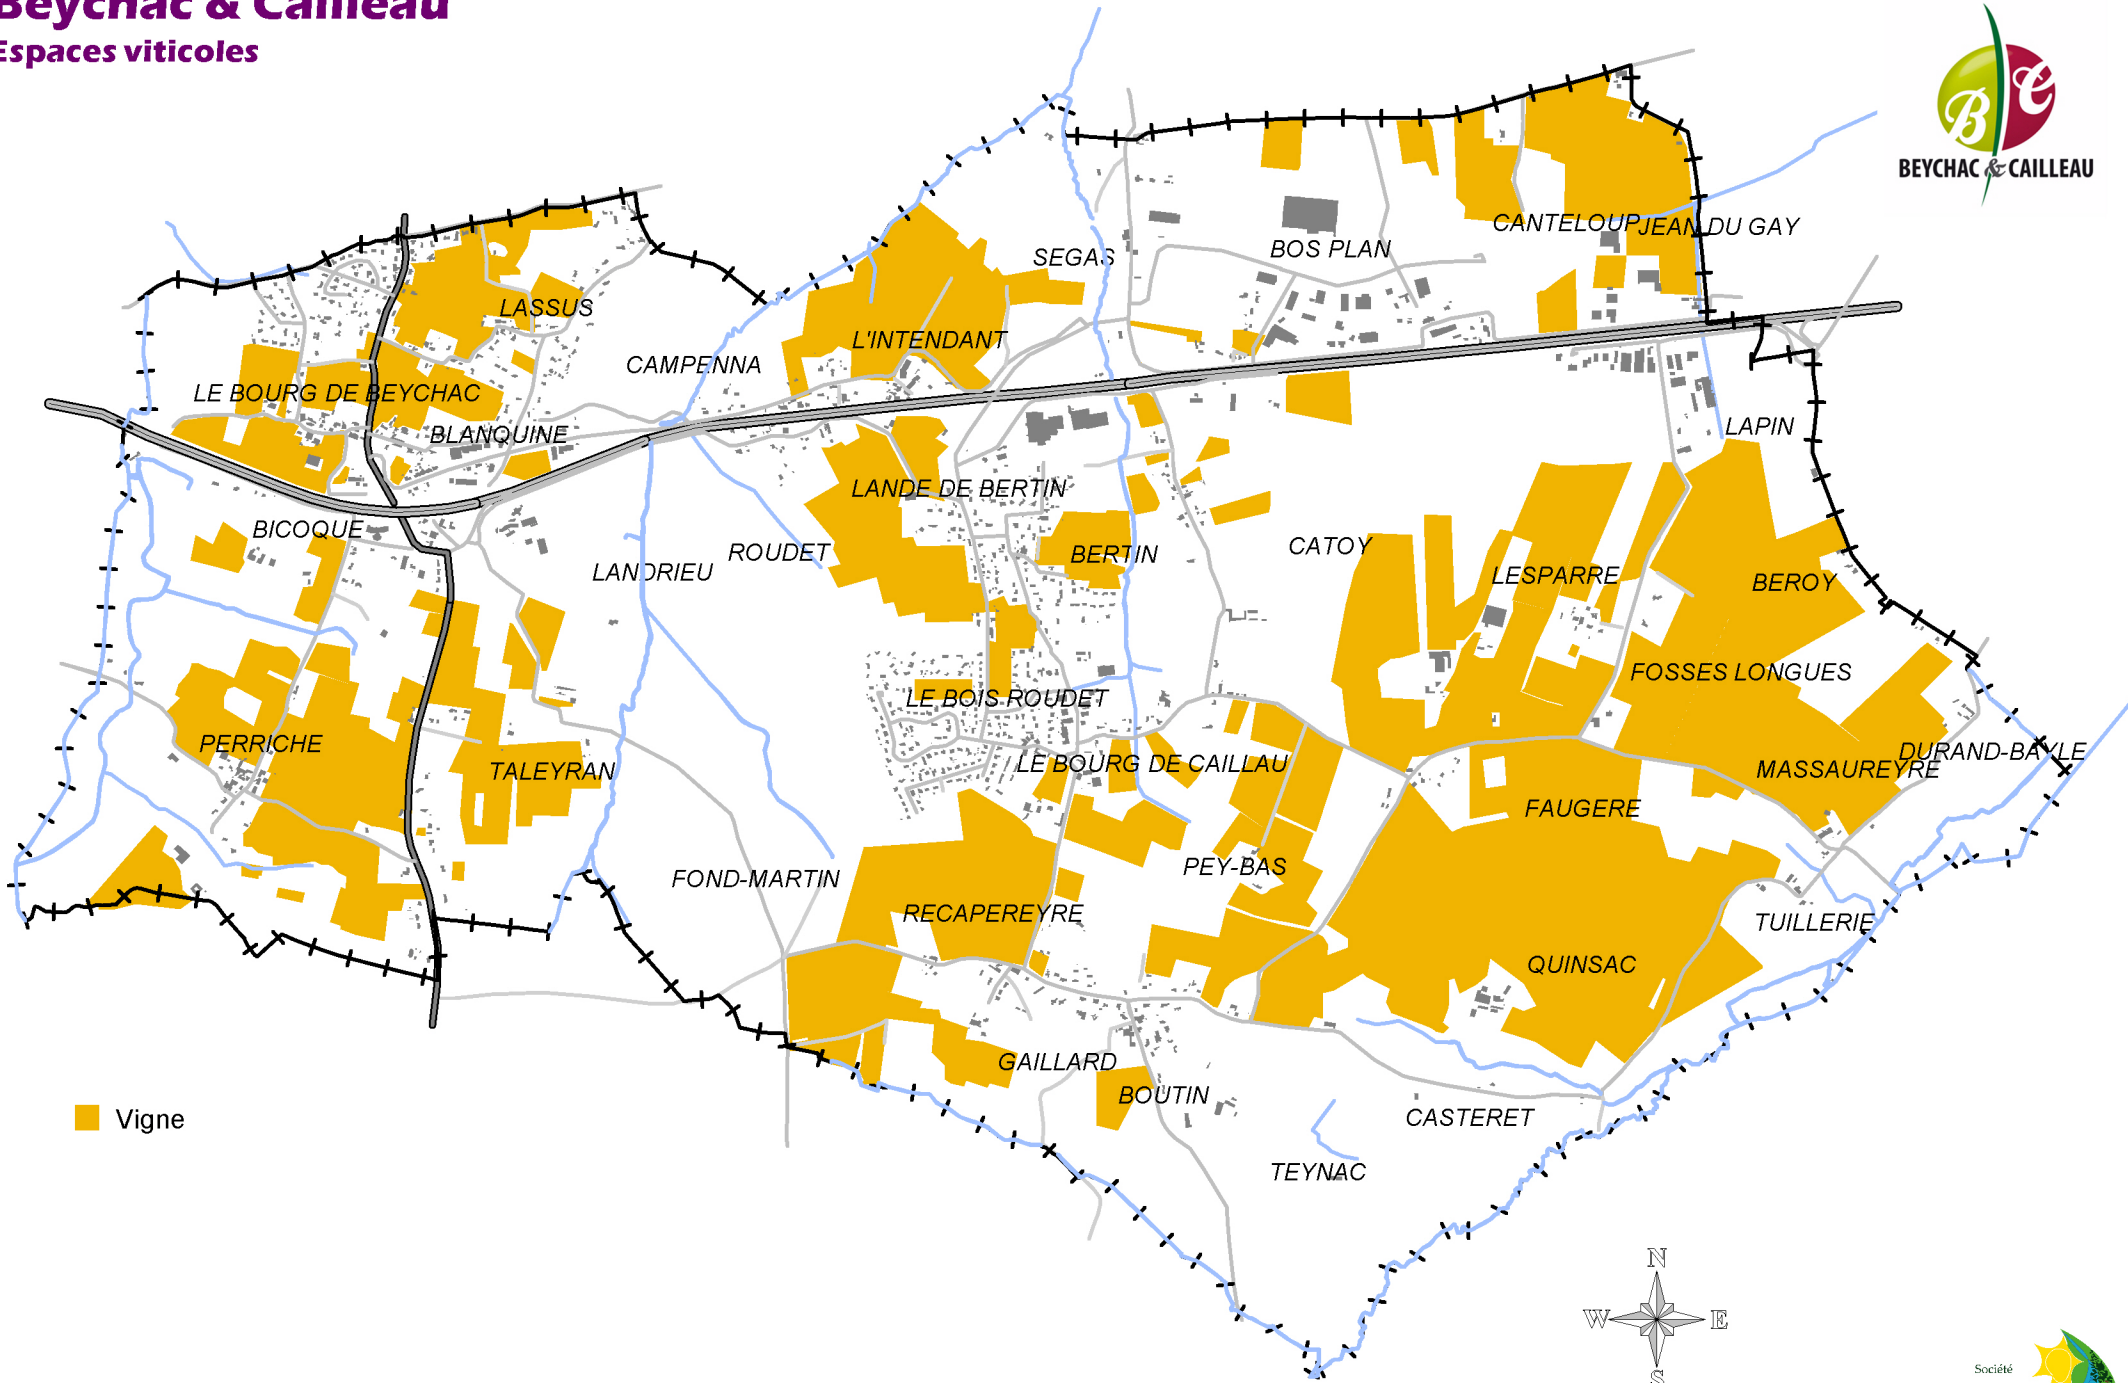 Beychac & Cailleau
Espaces viticoles
B C
BEYCHAC & CAILLEAU
CANTELOUP
JEAN DU GAY
SEGAS
BOS PLAN
LASSUS
L'INTENDANT
CAMPENNA
LE BOURG DE BEYCHAC
BLANQUINE
LAPIN
LANDE DE BERTIN
BICOQUE
ROUDET
BERTIN
CATOY
LANDRIEU
LESPARRE
BEROY
FOSSES LONGUES
LE BOIS ROUDET
PERRICHE
DURAND-BAYLE
LE BOURG DE CAILLAU
TALEYRAN
MASSAUREYRE
FAUGERE
PEY-BAS
FOND-MARTIN
RECAPEREYRE
TUILLERIE
QUINSAC
GAILLARD
BOUTIN
Vigne
CASTERET
TEYNAC
N
W E
S
Société